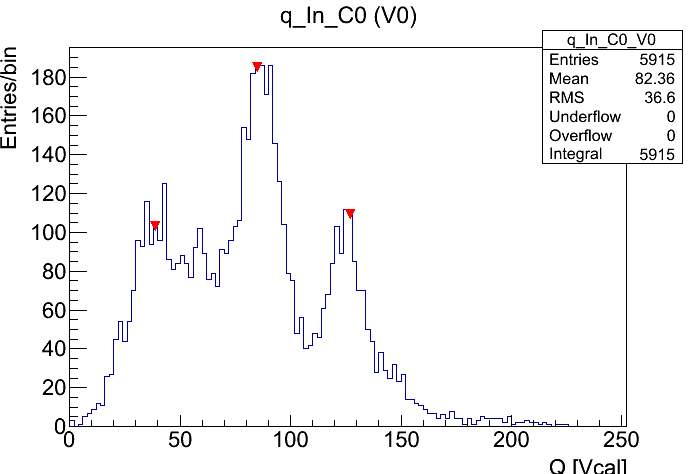 q_In_C0 (V0)
q_In_C0_V0
Entries 5915
Mean 82.36
RMS 36.6
Underflow 0
Overflow 0
Integral 5915
Entries/bin
180
160
140
120
100
80
60
40
20
0
0 50 100 150 200 250
Q [Vcal]